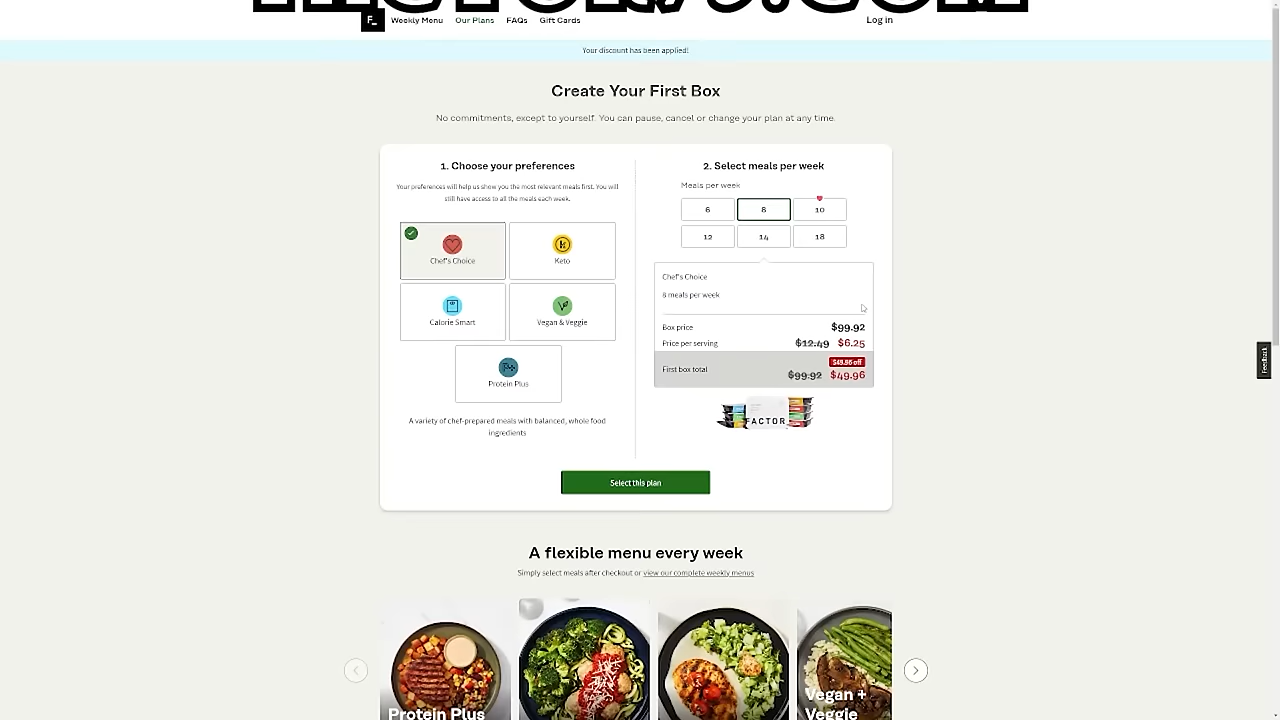 F_
Weekly Menu
Our Plans
FAQs
Gift Cards
Log in
Your discount has been applied!
Create Your First Box
No commitments, except to yourself. You can pause, cancel or change your plan at any time.
1. Choose your preferences
Your preferences will help us show you the most relevant meals first. You will
still have access to all the meals each week.
Chef's Choice
Keto
Calorie Smart
Vegan & Veggie
Protein Plus
A variety of chef-prepared meals with balanced, whole food
ingredients
2. Select meals per week
Meals per week
6
8
10
12
14
18
Chef's Choice
8 meals per week
Box price $99.92
Price per serving $12.49 $6.25
$49.96 off
First box total $99.92 $49.96
FACTOR
Select this plan
Feedback
A flexible menu every week
Simply select meals after checkout or view our complete weekly menus
Protein Plus
Vegan +
Veggie